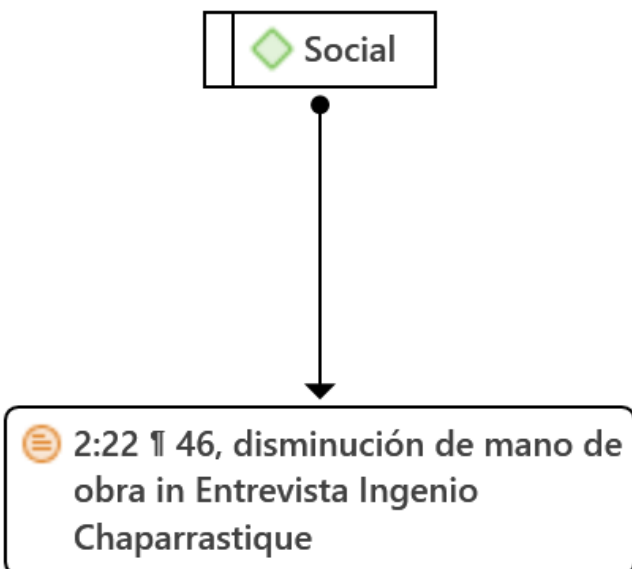 Social
2:22 ¶ 46, disminución de mano de
obra in Entrevista Ingenio
Chaparrastique